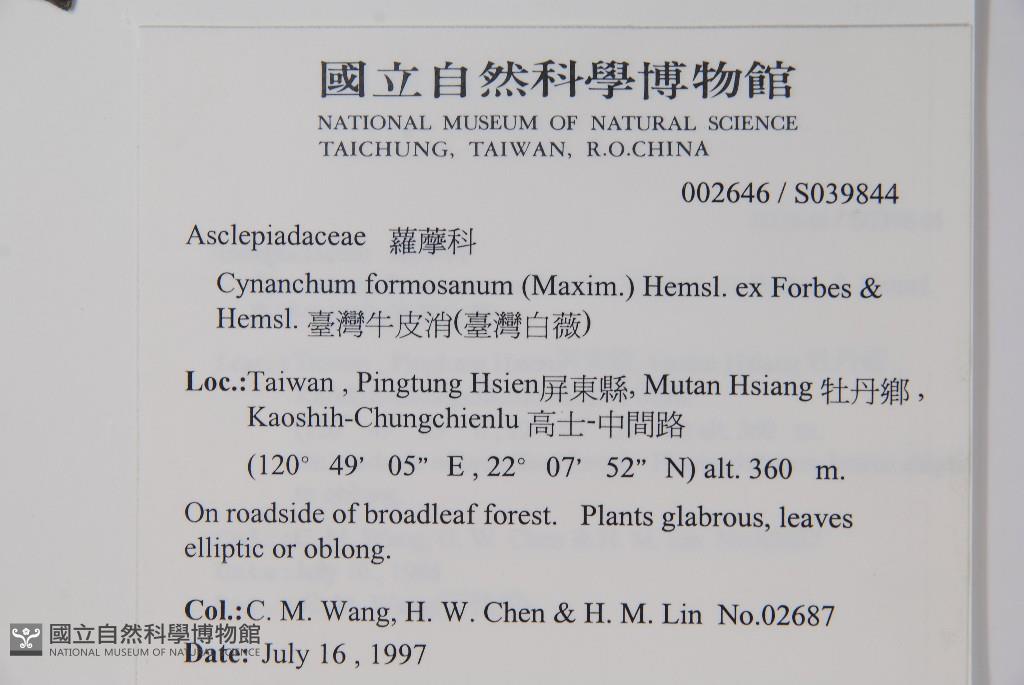 國立自然科學博物館
NATIONAL MUSEUM OF NATURAL SCIENCE
TAICHUNG, TAIWAN, R.O.CHINA
002646 / S039844
Asclepiadaceae 蘿藦科
Cynanchum formosanum (Maxim.) Hemsl. ex Forbes &
Hemsl. 臺灣牛皮消(臺灣白薇)
Loc.:Taiwan , Pingtung Hsien屏東縣, Mutan Hsiang 牡丹鄉 ,
Kaoshih-Chungchienlu 高士-中間路
(120° 49’ 05” E , 22° 07’ 52” N) alt. 360 m.
On roadside of broadleaf forest. Plants glabrous, leaves
elliptic or oblong.
Col.:C. M. Wang, H. W. Chen & H. M. Lin No.02687
Date: July 16 , 1997
國立自然科學博物館
NATIONAL MUSEUM OF NATURAL SCIENCE